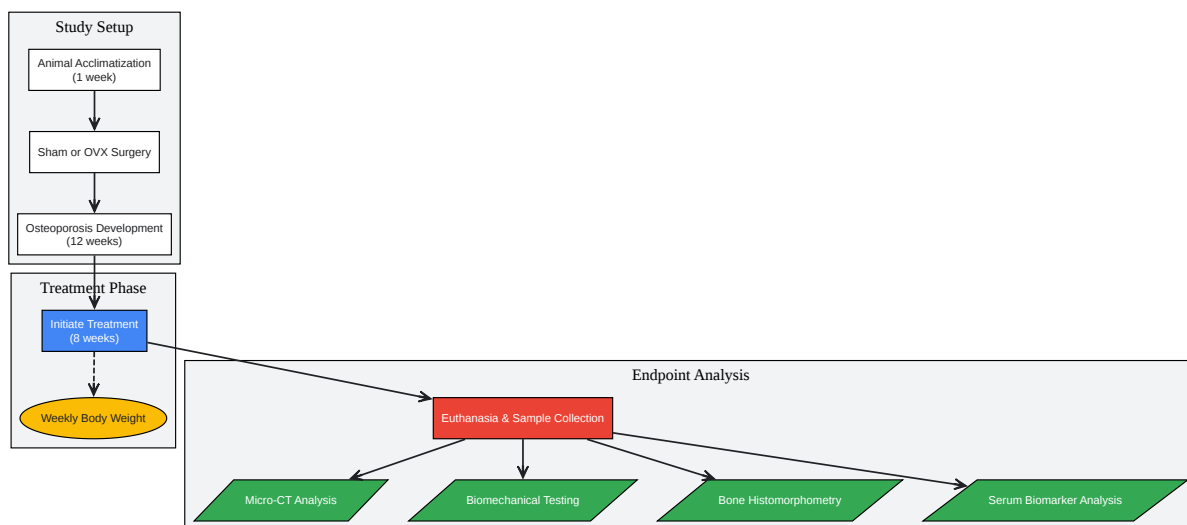 Study Setup
Animal Acclimatization
(1 week)
Sham or OVX Surgery
Osteoporosis Development
(12 weeks)
Treatment Phase
Initiate Treatment
(8 weeks)
Weekly Body Weight
Endpoint Analysis
Euthanasia & Sample Collection
Micro-CT Analysis
Biomechanical Testing
Bone Histomorphometry
Serum Biomarker Analysis